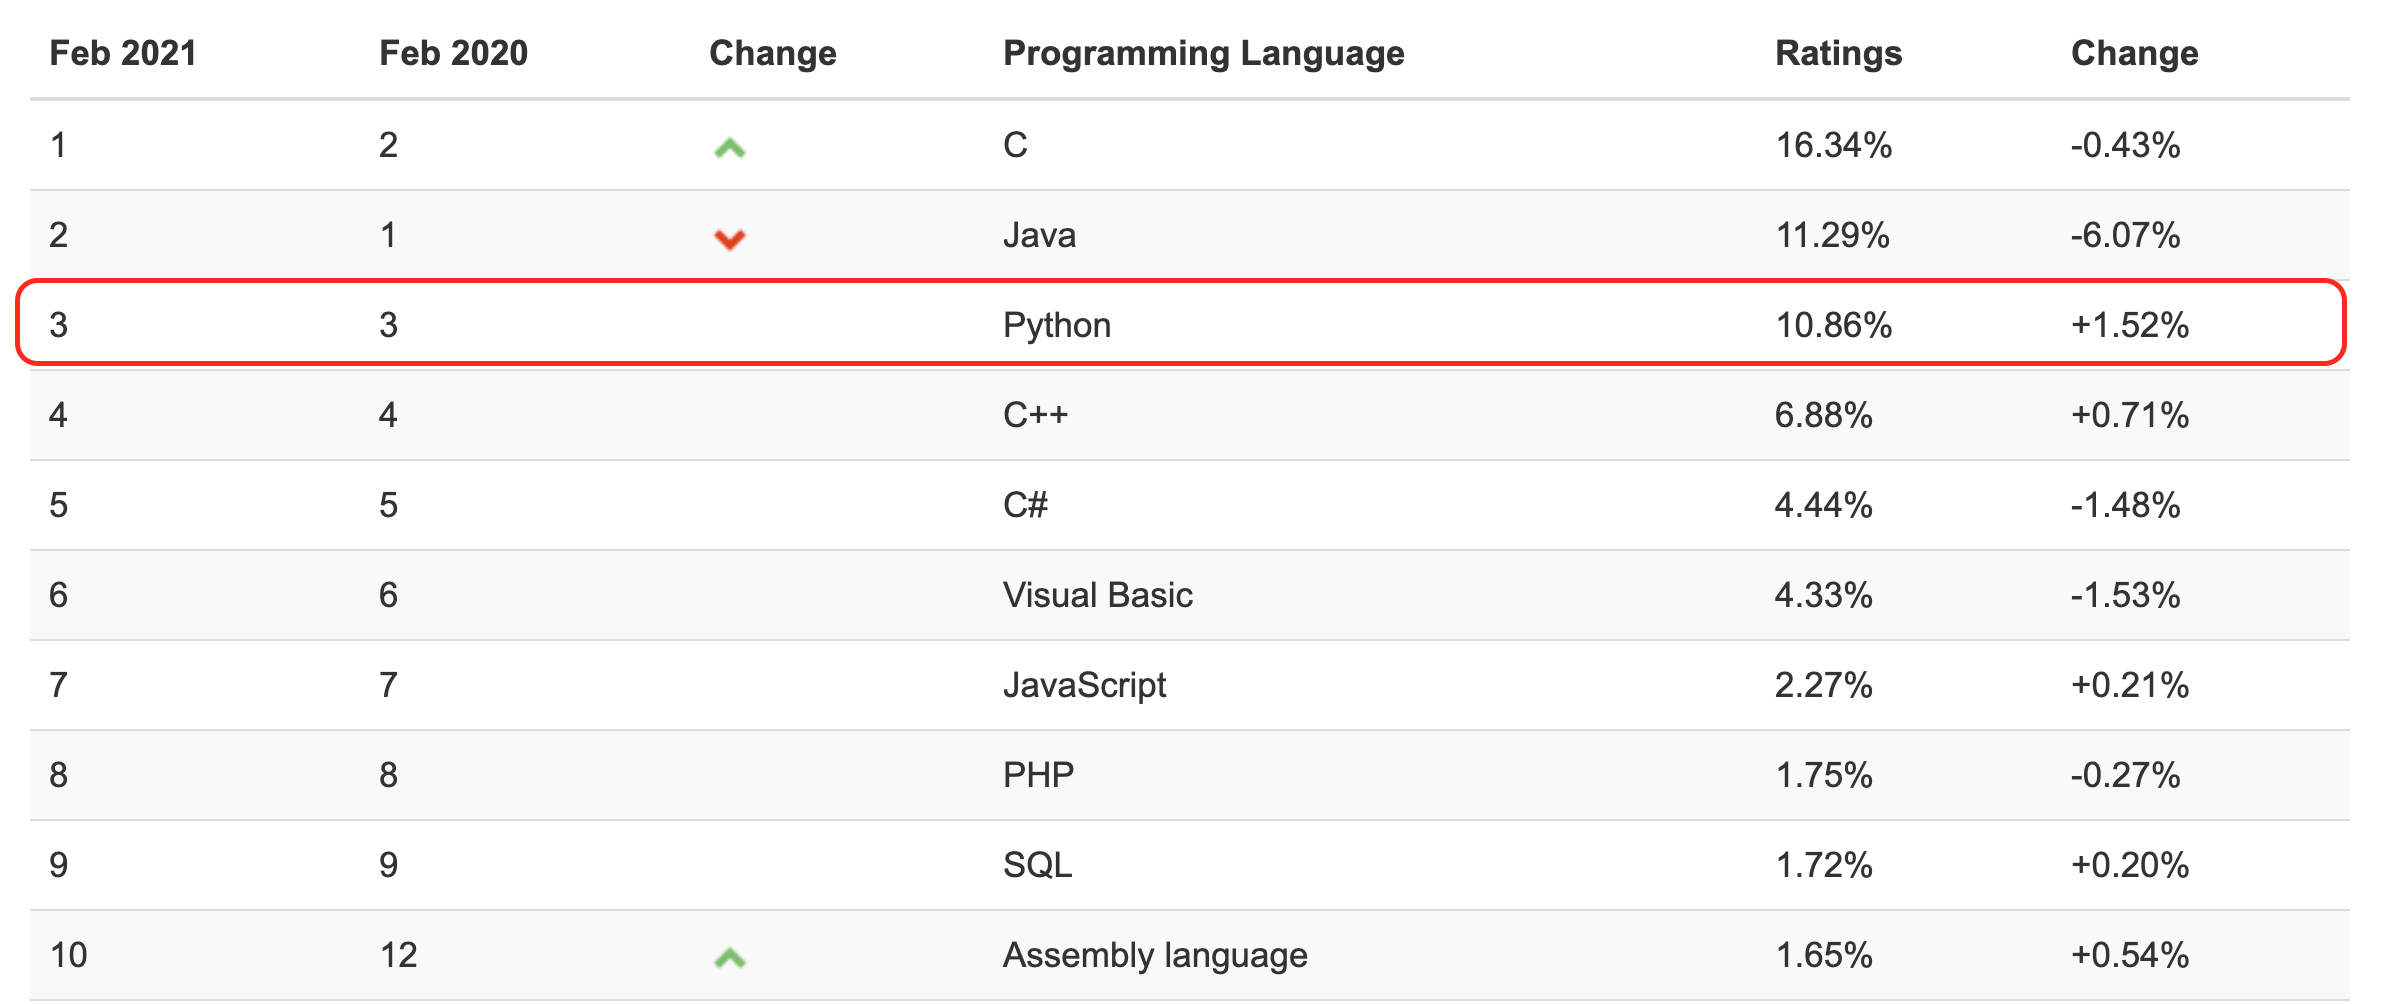 Feb 2021 Feb 2020 Change Programming Language Ratings Change
1 2 C 16.34% -0.43%
2 1 Java 11.29% -6.07%
3 3 Python 10.86% +1.52%
4 4 C++ 6.88% +0.71%
5 5 C# 4.44% -1.48%
6 6 Visual Basic 4.33% -1.53%
7 7 JavaScript 2.27% +0.21%
8 8 PHP 1.75% -0.27%
9 9 SQL 1.72% +0.20%
10 12 Assembly language 1.65% +0.54%